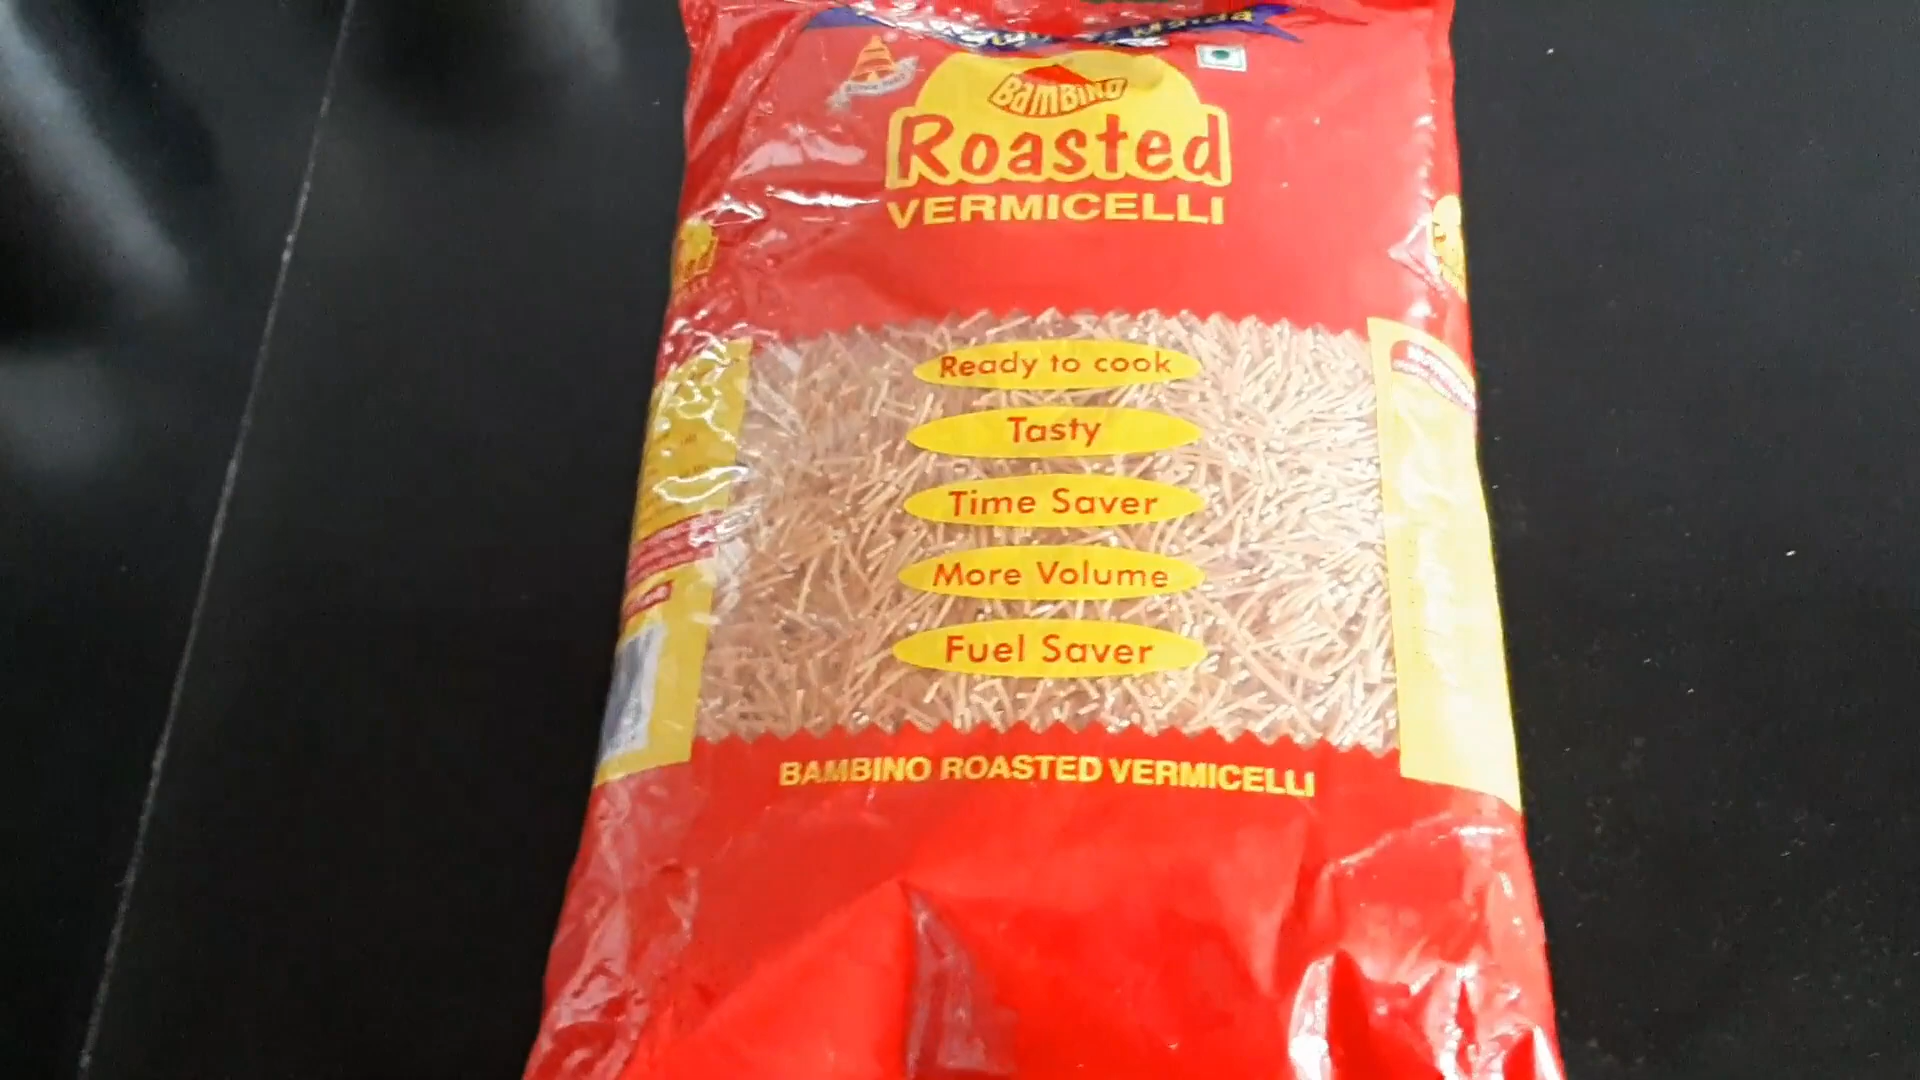 BAMBINO
Roasted
VERMICELLI
Ready to cook
Tasty
Time Saver
More Volume
Fuel Saver
BAMBINO ROASTED VERMICELLI